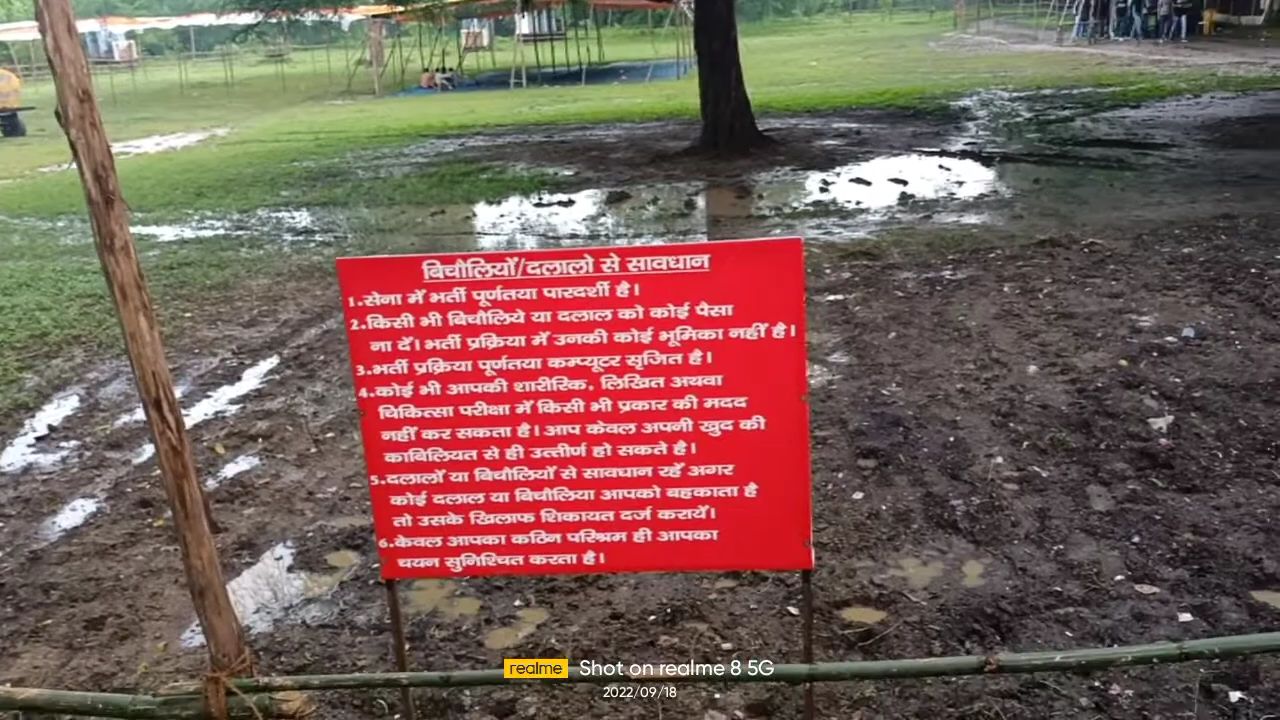 बिचौलियों/दलालो से सावधान
1.सेना में भर्ती पूर्णतया पारदर्शी है।
2.किसी भी बिचौलिये या दलाल को कोई पैसा
ना दें। भर्ती प्रक्रिया में उनकी कोई भूमिका नहीं है।
3.भर्ती प्रक्रिया पूर्णतया कम्प्यूटर सृजित है।
4.कोई भी आपकी शारीरिक, लिखित अथवा
चिकित्सा परीक्षा में किसी भी प्रकार की मदद
नहीं कर सकता है। आप केवल अपनी खुद की
काबिलियत से ही उत्तीर्ण हो सकते है।
5.दलालों या बिचौलियों से सावधान रहें अगर
कोई दलाल या बिचौलिया आपको बहकाता है
तो उसके खिलाफ शिकायत दर्ज करायें।
6.केवल आपका कठिन परिश्रम ही आपका
चयन सुनिश्चित करता है।
realme Shot on realme 8 5G
2022/09/18